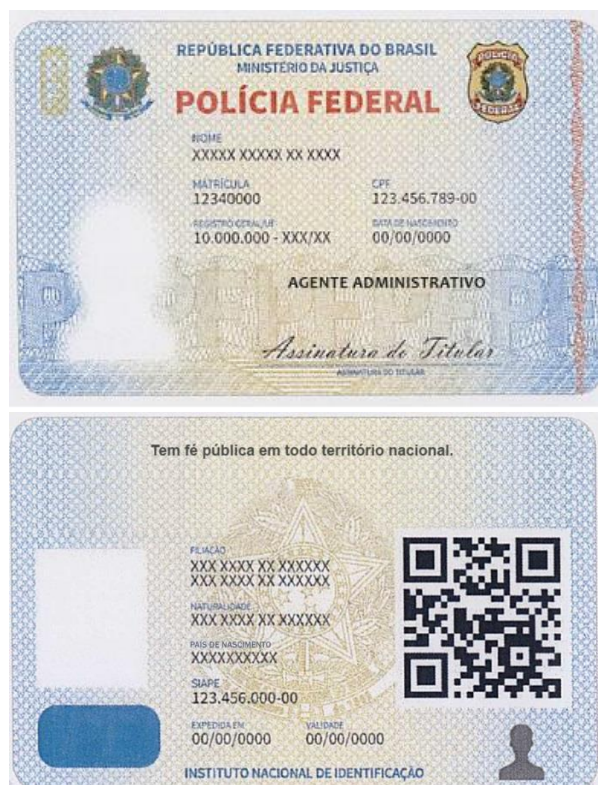 REPÚBLICA FEDERATIVA DO BRASIL
MINISTÉRIO DA JUSTIÇA
POLÍCIA FEDERAL
POLÍCIA
FEDERAL
NOME
XXXXX XXXXX XX XXXX
MATRÍCULA CPF
12340000 123.456.789-00
REGISTRO GERAL/UF DATA DE NASCIMENTO
10.000.000 - XXX/XX 00/00/0000
AGENTE ADMINISTRATIVO
Assinatura do Titular
ASSINATURA DO TITULAR
Tem fé pública em todo território nacional.
FILIAÇÃO
XXX XXXX XX XXXXXX
XXX XXXX XX XXXXXX
NATURALIDADE
XXX XXXX XX XXXXXX
PAÍS DE NASCIMENTO
XXXXXXXXXX
SIAPE
123.456.000-00
EXPEDIDA EM VALIDADE
00/00/0000 00/00/0000
INSTITUTO NACIONAL DE IDENTIFICAÇÃO